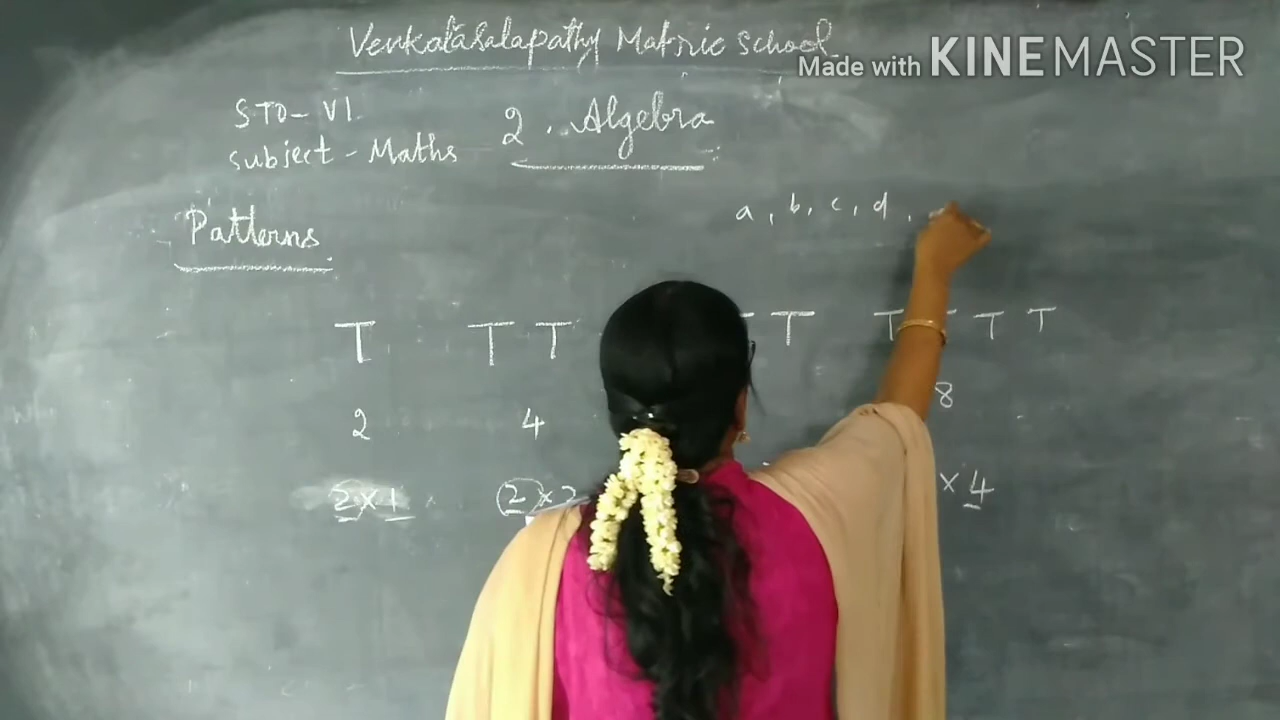 Venkatasalapathy Matric School
Made with KINEMASTER
STD - VI
2. Algebra
Subject - Maths
Patterns
a, b, c, d,
T T T T T T T T
2 4 8
2 × 1 2 × 2 × 4